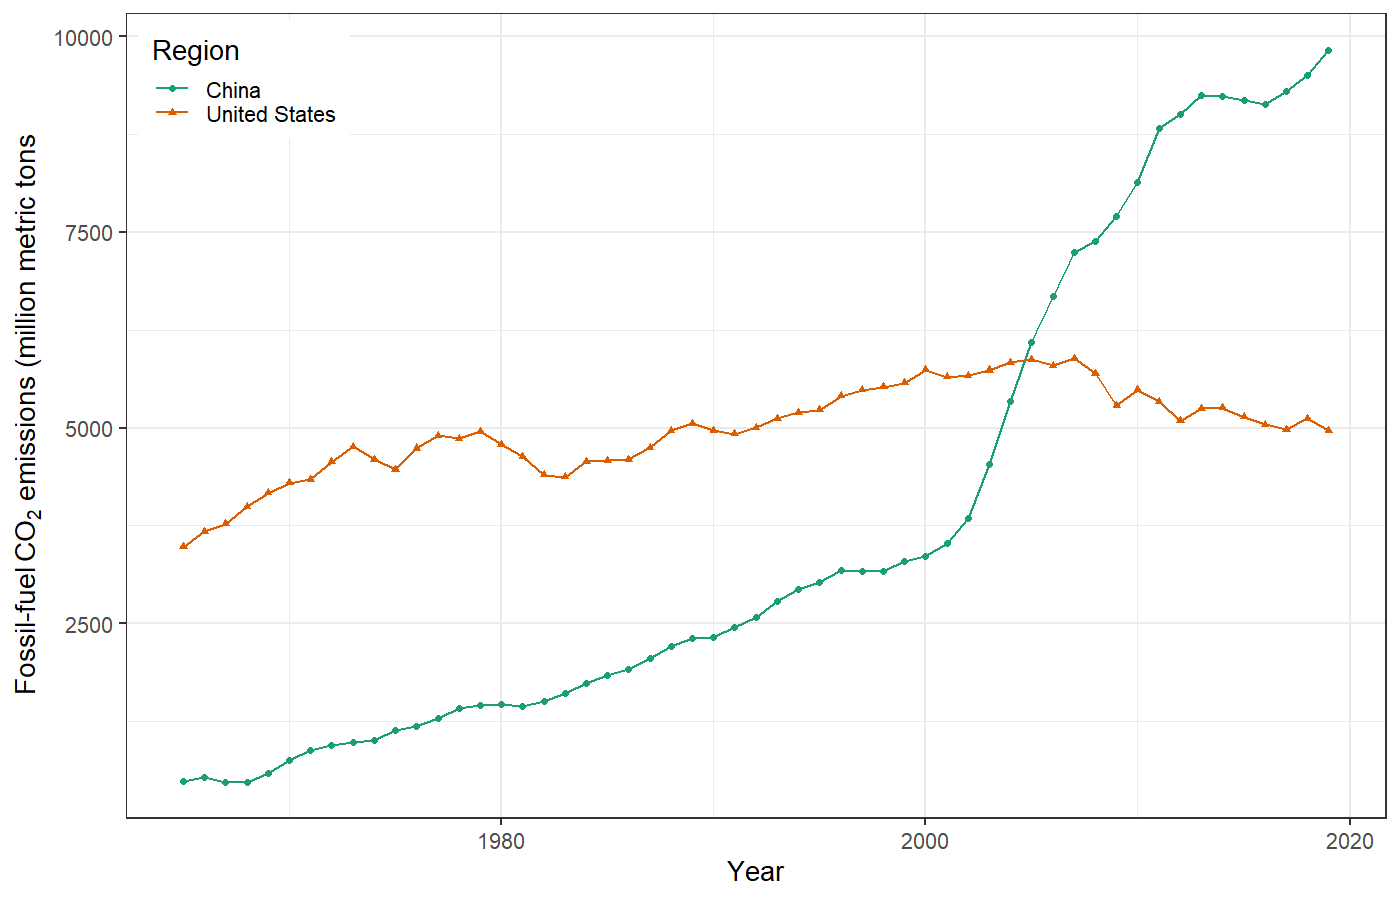 Region
China
United States
10000
7500
5000
2500
Fossil-fuel CO₂ emissions (million metric tons
1980
2000
2020
Year